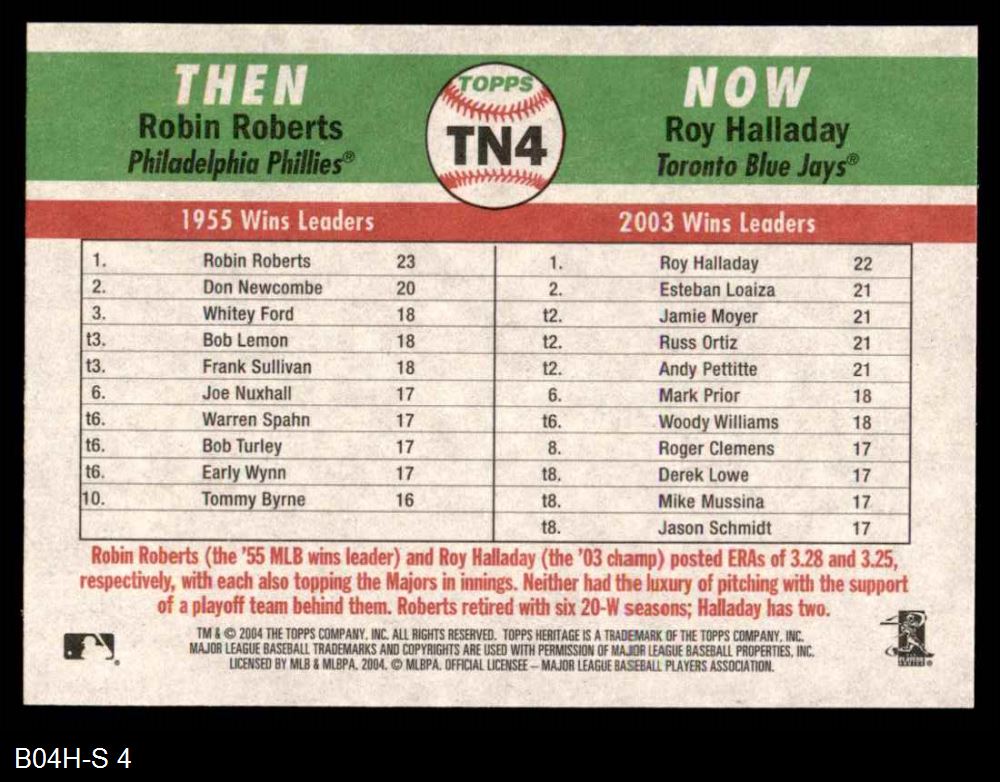 THEN
Robin Roberts
Philadelphia Phillies®
TOPPS
TN4
NOW
Roy Halladay
Toronto Blue Jays®
1955 Wins Leaders
1. Robin Roberts 23
2. Don Newcombe 20
3. Whitey Ford 18
t3. Bob Lemon 18
t3. Frank Sullivan 18
6. Joe Nuxhall 17
t6. Warren Spahn 17
t6. Bob Turley 17
t6. Early Wynn 17
10. Tommy Byrne 16
2003 Wins Leaders
1. Roy Halladay 22
2. Esteban Loaiza 21
t2. Jamie Moyer 21
t2. Russ Ortiz 21
t2. Andy Pettitte 21
6. Mark Prior 18
t6. Woody Williams 18
8. Roger Clemens 17
t8. Derek Lowe 17
t8. Mike Mussina 17
t8. Jason Schmidt 17
Robin Roberts (the '55 MLB wins leader) and Roy Halladay (the '03 champ) posted ERAs of 3.28 and 3.25,
respectively, with each also topping the Majors in innings. Neither had the luxury of pitching with the support
of a playoff team behind them. Roberts retired with six 20-W seasons; Halladay has two.
TM & © 2004 THE TOPPS COMPANY, INC. ALL RIGHTS RESERVED. TOPPS HERITAGE IS A TRADEMARK OF THE TOPPS COMPANY, INC.
MAJOR LEAGUE BASEBALL TRADEMARKS AND COPYRIGHTS ARE USED WITH PERMISSION OF MAJOR LEAGUE BASEBALL PROPERTIES, INC.
LICENSED BY MLB & MLBPA, 2004. © MLBPA. OFFICIAL LICENSEE – MAJOR LEAGUE BASEBALL PLAYERS ASSOCIATION.
B04H-S 4